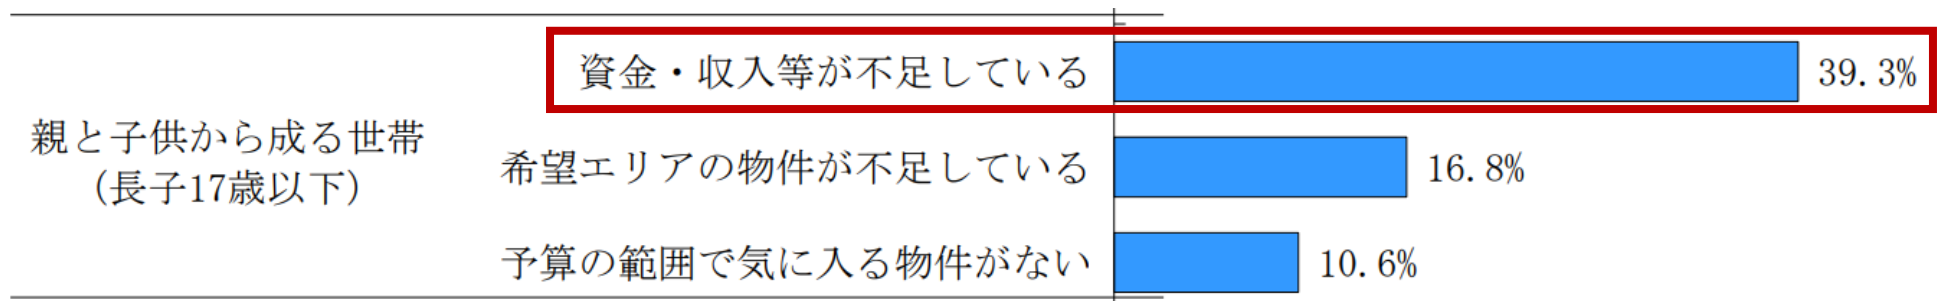 親と子供から成る世帯
（長子17歳以下）
資金・収入等が不足している
39.3%
希望エリアの物件が不足している
16.8%
予算の範囲で気に入る物件がない
10.6%